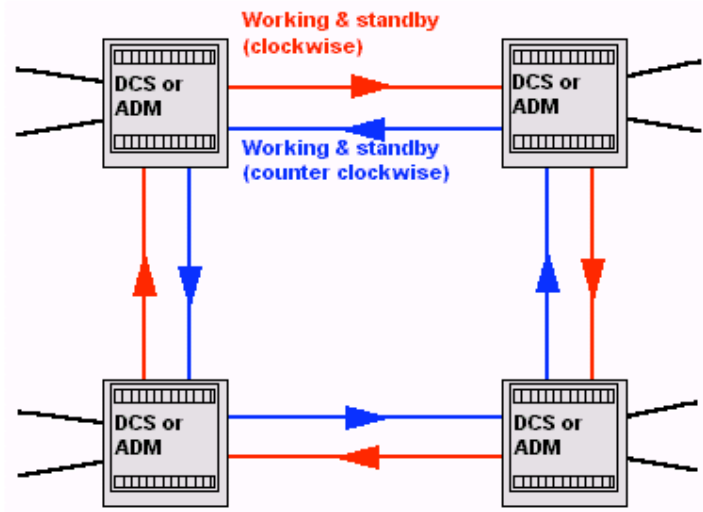 Working & standby
(clockwise)
DCS or
ADM
DCS or
ADM
Working & standby
(counter clockwise)
DCS or
ADM
DCS or
ADM